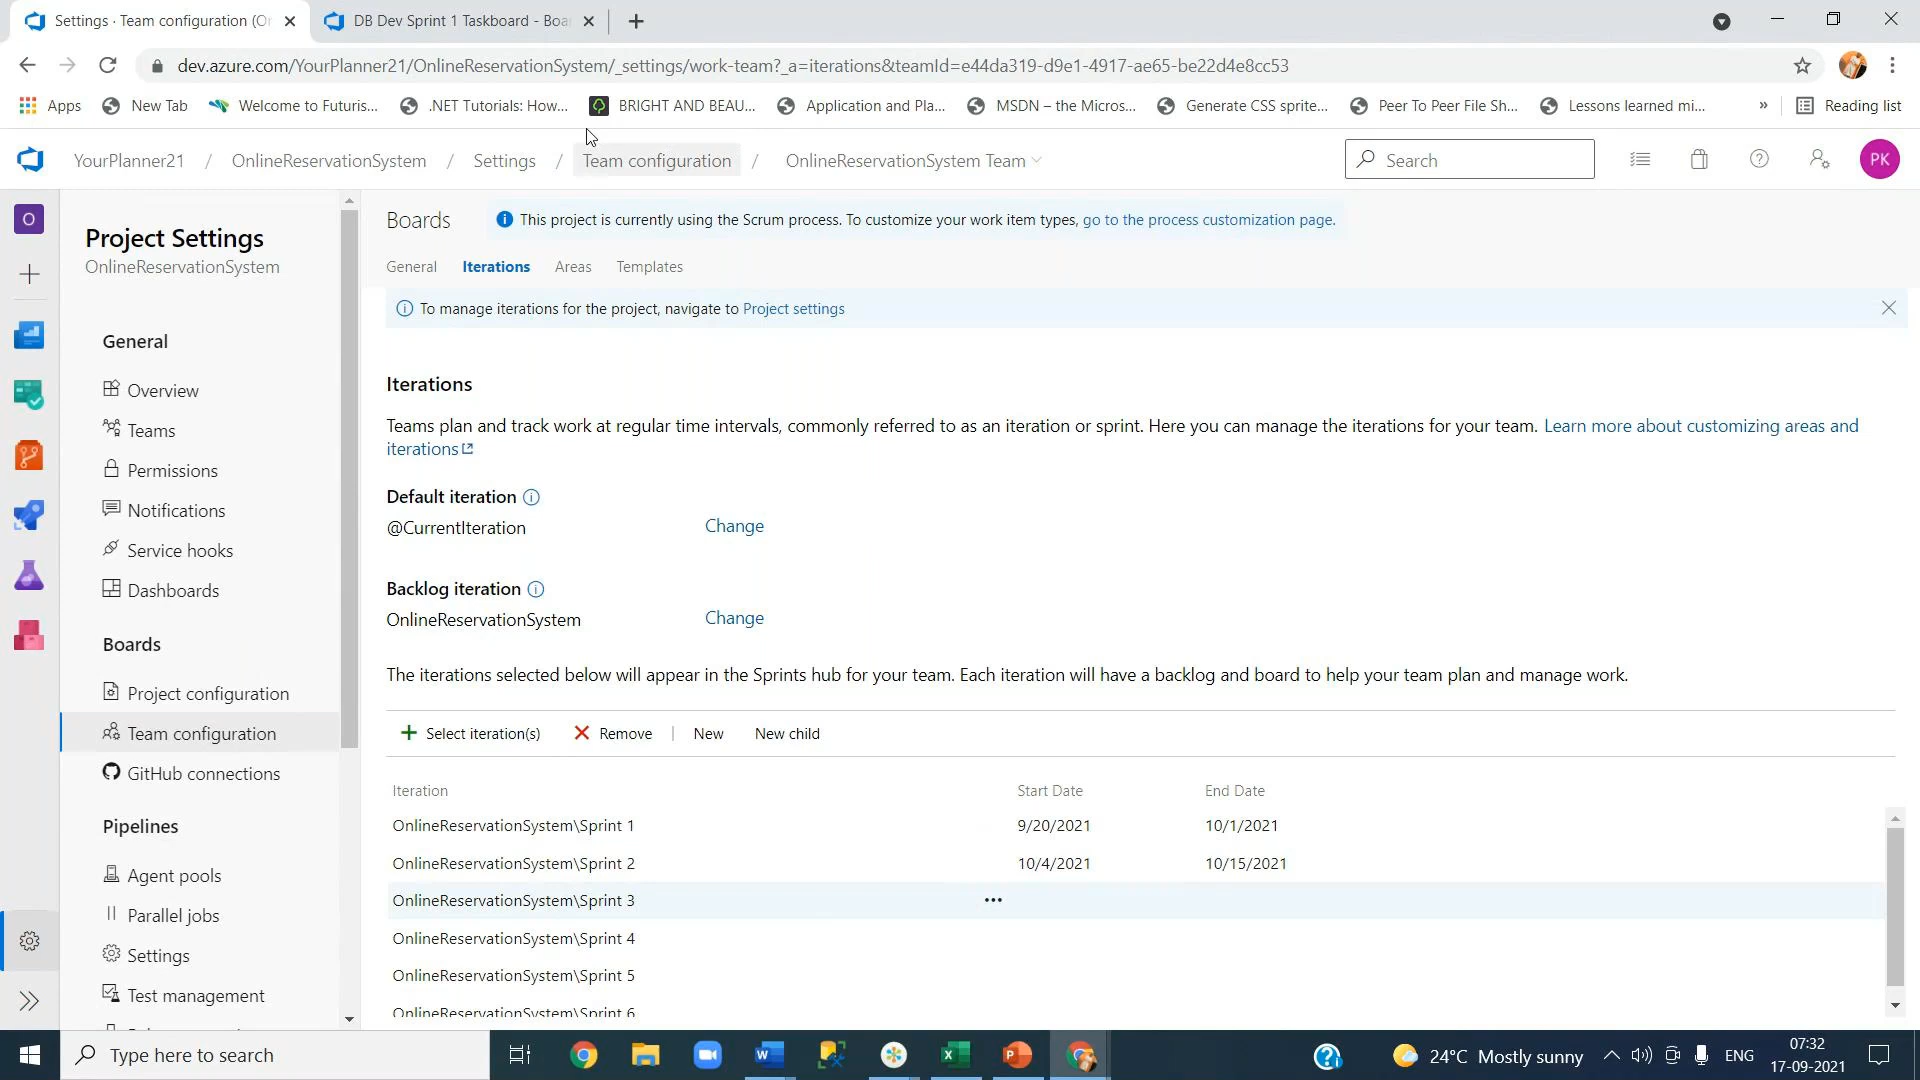 Settings · Team configuration (O
DB Dev Sprint 1 Taskboard - Boa
dev.azure.com/YourPlanner21/OnlineReservationSystem/_settings/work-team?_a=iterations&teamId=e44da319-d9e1-4917-ae65-be22d4e8cc53
Apps New Tab Welcome to Futuris... .NET Tutorials: How... BRIGHT AND BEAU... Application and Pla... MSDN – the Micros... Generate CSS sprite... Peer To Peer File Sh... Lessons learned mi... » Reading list
YourPlanner21 / OnlineReservationSystem / Settings / Team configuration / OnlineReservationSystem Team
Search
PK
O
Project Settings
OnlineReservationSystem
General
Overview
Teams
Permissions
Notifications
Service hooks
Dashboards
Boards
Project configuration
Team configuration
GitHub connections
Pipelines
Agent pools
Parallel jobs
Settings
Test management
Boards
This project is currently using the Scrum process. To customize your work item types, go to the process customization page.
General Iterations Areas Templates
To manage iterations for the project, navigate to Project settings
Iterations
Teams plan and track work at regular time intervals, commonly referred to as an iteration or sprint. Here you can manage the iterations for your team. Learn more about customizing areas and
iterations
Default iteration
@CurrentIteration Change
Backlog iteration
OnlineReservationSystem Change
The iterations selected below will appear in the Sprints hub for your team. Each iteration will have a backlog and board to help your team plan and manage work.
Select iteration(s) Remove | New New child
Iteration Start Date End Date
OnlineReservationSystem\Sprint 1 9/20/2021 10/1/2021
OnlineReservationSystem\Sprint 2 10/4/2021 10/15/2021
OnlineReservationSystem\Sprint 3 ...
OnlineReservationSystem\Sprint 4
OnlineReservationSystem\Sprint 5
OnlineReservationSystem\Sprint 6
Type here to search
24°C Mostly sunny
ENG
07:32
17-09-2021